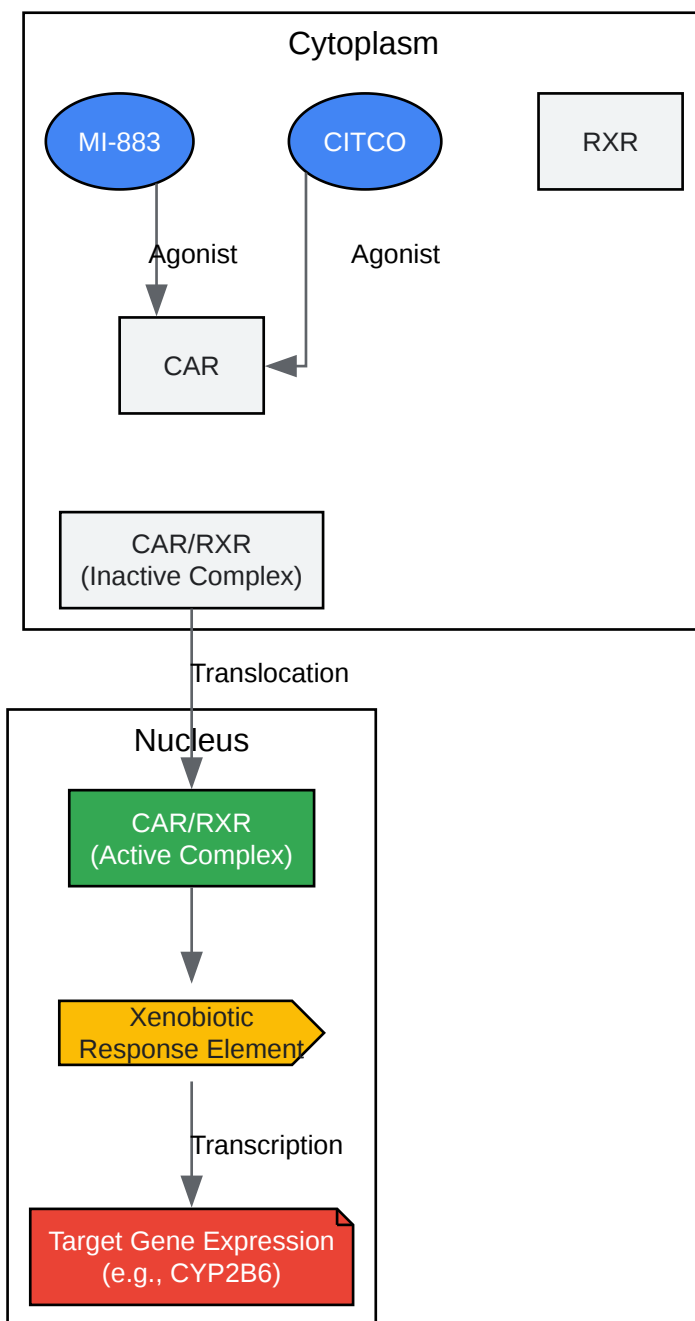 Cytoplasm
MI-883
CITCO
RXR
Agonist
Agonist
CAR
CAR/RXR
(Inactive Complex)
Translocation
Nucleus
CAR/RXR
(Active Complex)
Xenobiotic
Response Element
Transcription
Target Gene Expression
(e.g., CYP2B6)